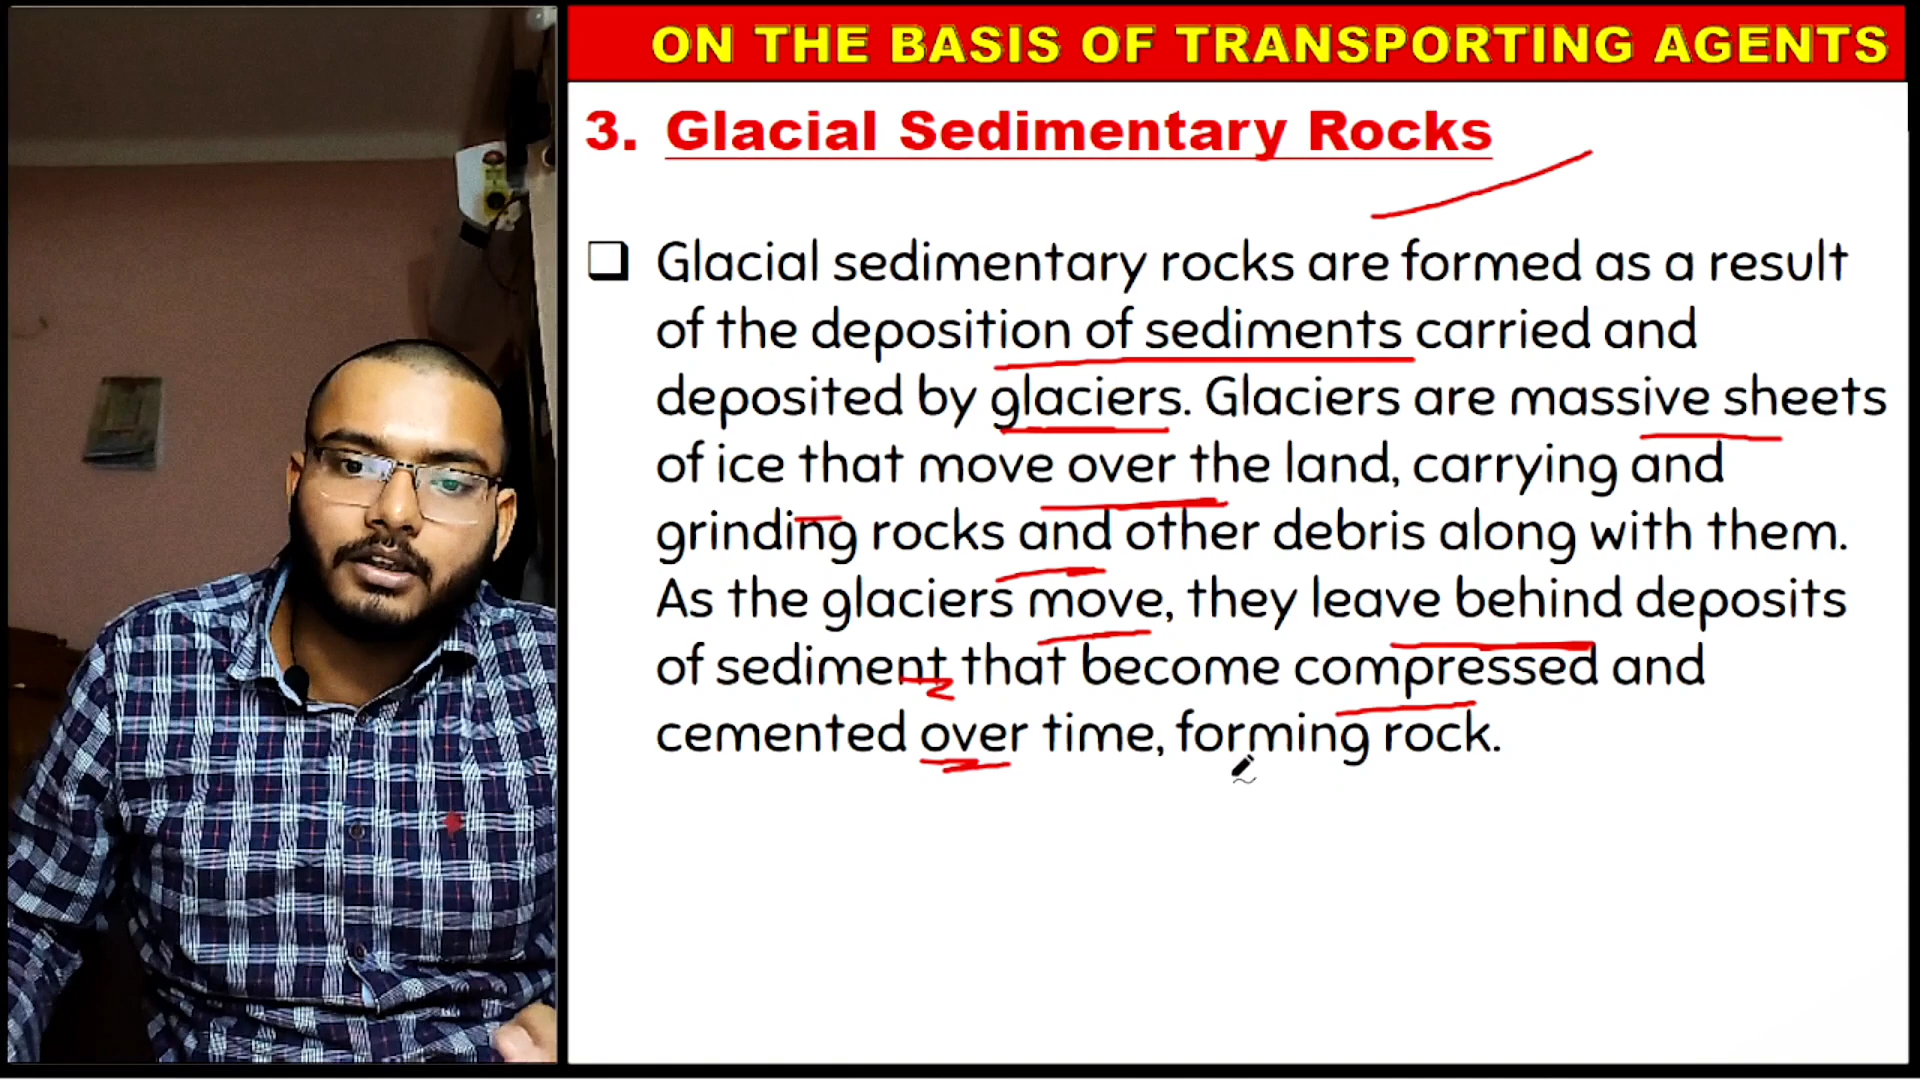 ON THE BASIS OF TRANSPORTING AGENTS
3. Glacial Sedimentary Rocks
Glacial sedimentary rocks are formed as a result
of the deposition of sediments carried and
deposited by glaciers. Glaciers are massive sheets
of ice that move over the land, carrying and
grinding rocks and other debris along with them.
As the glaciers move, they leave behind deposits
of sediment that become compressed and
cemented over time, forming rock.